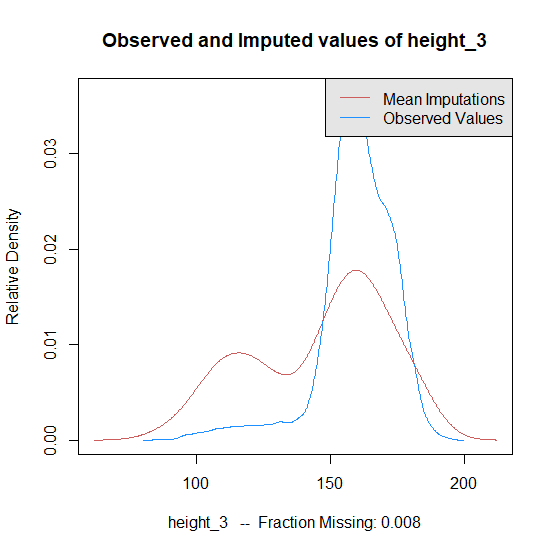 Observed and Imputed values of height_3
Mean Imputations
Observed Values
Relative Density
0.03
0.02
0.01
0.00
100
150
200
height_3 -- Fraction Missing: 0.008